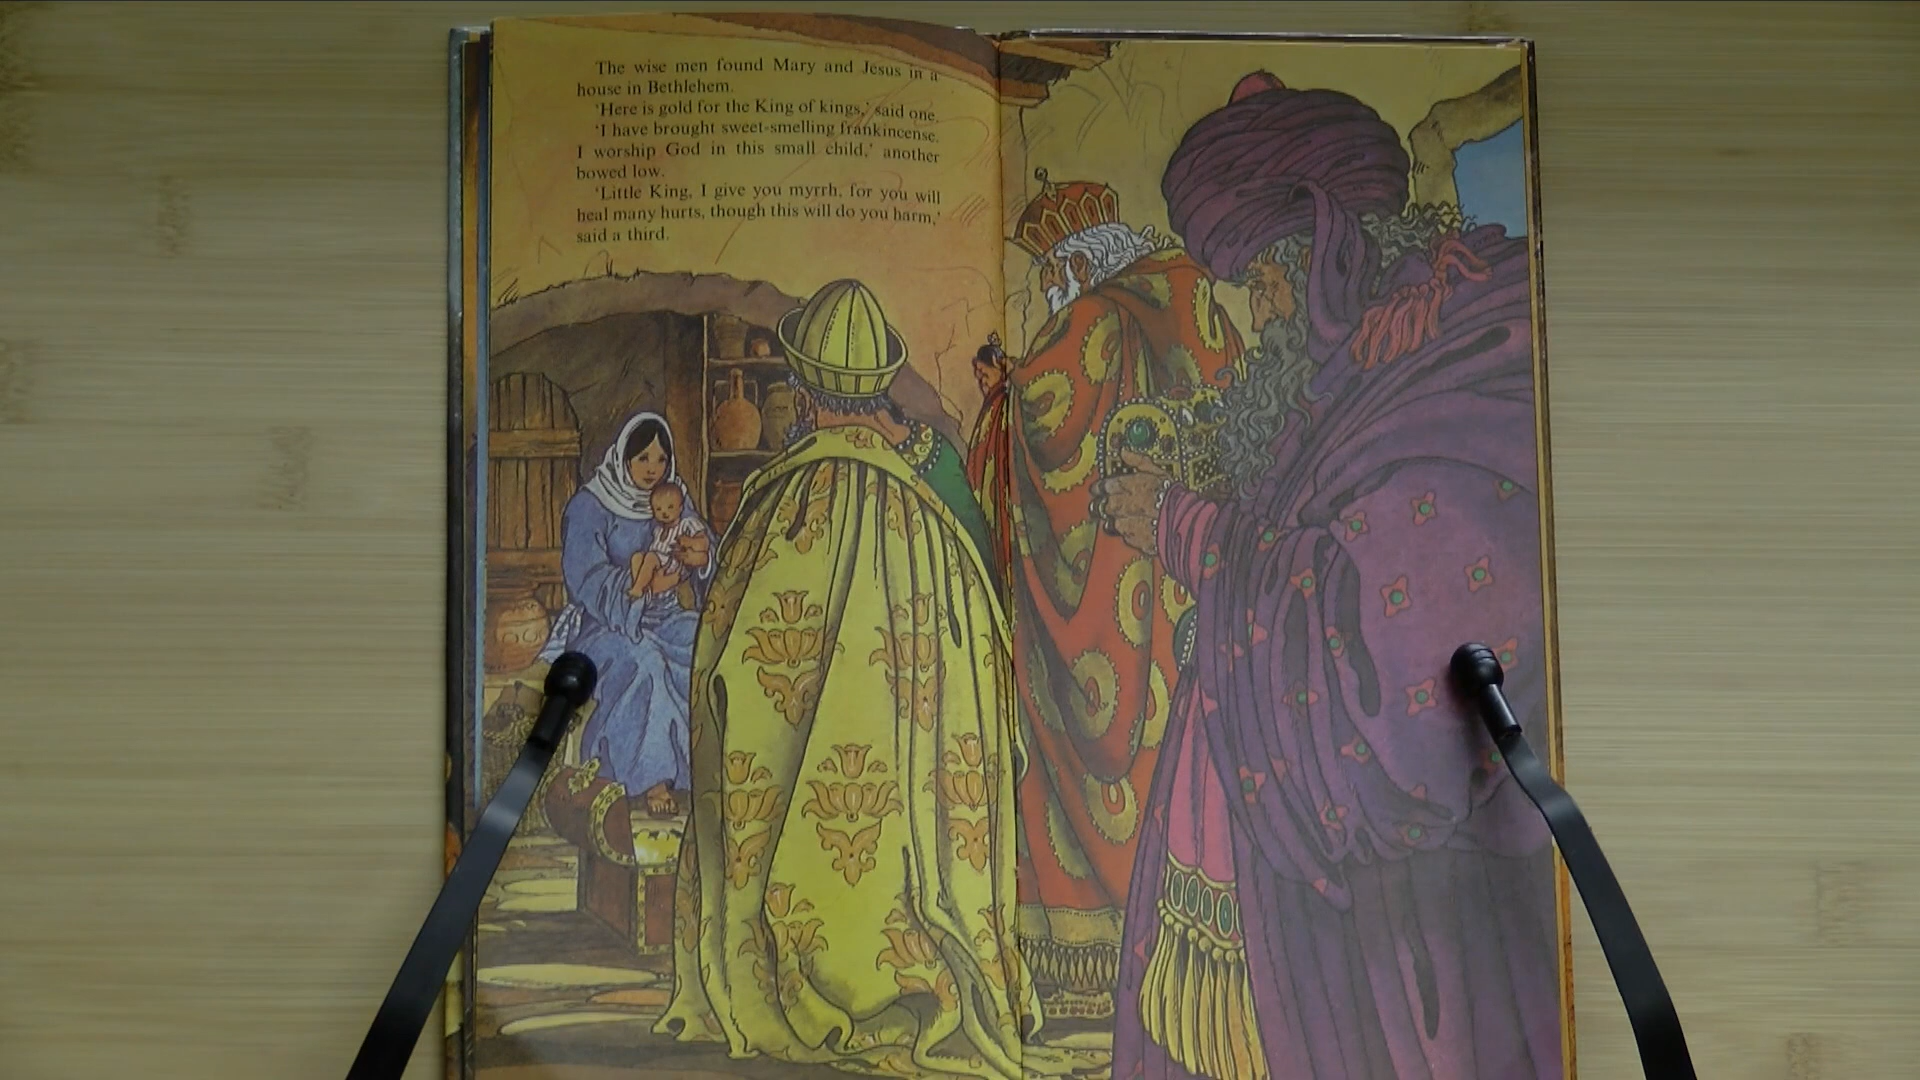 The wise men found Mary and Jesus in a
house in Bethlehem.
‘Here is gold for the King of kings,’ said one.
‘I have brought sweet-smelling frankincense.
I worship God in this small child,’ another
bowed low.
‘Little King, I give you myrrh, for you will
heal many hurts, though this will do you harm,’
said a third.